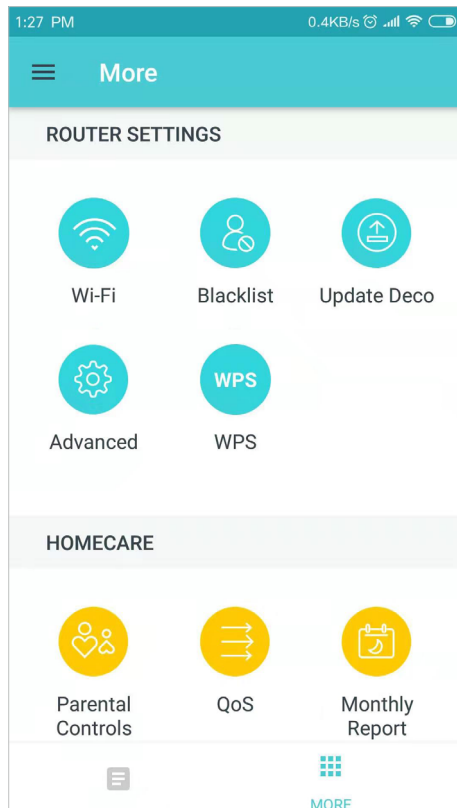 1:27 PM 0.4KB/s
More
ROUTER SETTINGS
Wi-Fi Blacklist Update Deco
WPS
Advanced WPS
HOMECARE
Parental Controls QoS Monthly Report
MORE